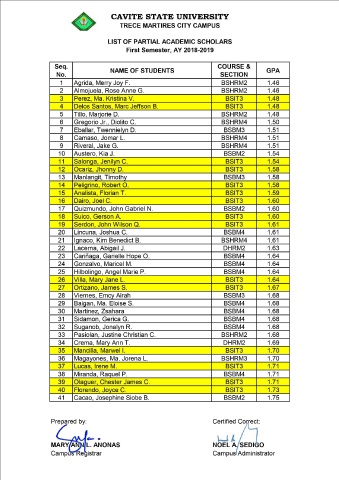 CAVITE STATE UNIVERSITY
TRECE MARTIRES CITY CAMPUS
LIST OF PARTIAL ACADEMIC SCHOLARS
First Semester, AY 2018-2019
Seq. No. NAME OF STUDENTS COURSE & SECTION GPA
1 Agrida, Merry Joy F. BSHRM2 1.46
2 Almojuela, Rose Anne G. BSHRM2 1.46
3 Perez, Ma. Kristina V. BSIT3 1.48
4 Delos Santos, Marc Jeffson B. BSIT3 1.48
5 Tillo, Marjorie D. BSHRM2 1.48
6 Gregorio Jr., Diolito C. BSHRM4 1.50
7 Eballar, Twennielyn D. BSBM3 1.51
8 Camaso, Jomar L. BSHRM4 1.51
9 Riveral, Jake G. BSHRM4 1.51
10 Austero, Kia J. BSBM2 1.54
11 Salonga, Jenilyn C. BSIT3 1.54
12 Ocariz, Jhonny D. BSIT3 1.58
13 Manlangit, Timothy BSBM3 1.58
14 Peligrino, Robert O. BSIT3 1.58
15 Analista, Florian T. BSIT3 1.59
16 Dairo, Joel C. BSIT3 1.60
17 Quizmundo, John Gabriel N. BSBM2 1.60
18 Sulco, Gerson A. BSIT3 1.60
19 Serdon, John Wilson Q. BSIT3 1.61
20 Lincuna, Joshua C. BSBM4 1.61
21 Ignaco, Kim Benedict B. BSHRM4 1.61
22 Lacerna, Abigail J. DHRM2 1.63
23 Cariñaga, Ganelle Hope O. BSBM4 1.64
24 Gonzalvo, Maricel M. BSBM4 1.64
25 Hibolingo, Angel Marie P. BSBM4 1.64
26 Villa, Mary Jane L. BSIT3 1.64
27 Ortizano, James S. BSIT3 1.67
28 Viernes, Emcy Airah BSBM3 1.68
29 Baigan, Ma. Eloise S. BSBM4 1.68
30 Martinez, Zsahara BSBM4 1.68
31 Sidamon, Gerica G. BSBM4 1.68
32 Suganob, Jonalyn R. BSBM4 1.68
33 Pasiolan, Justine Christian C. BSHRM2 1.68
34 Crema, Mary Ann T. DHRM2 1.69
35 Mancilla, Marwel I. BSIT3 1.70
36 Magayones, Ma. Jorena L. BSHRM3 1.70
37 Lucas, Irene M. BSIT3 1.71
38 Miranda, Raquel P. BSBM4 1.71
39 Olaguer, Chester James C. BSIT3 1.71
40 Florendo, Joyce C. BSIT3 1.73
41 Cacao, Josephine Siobe B. BSBM2 1.75
Prepared by: Certified Correct:
MARY ANN L. ANONAS NOEL A. SEDIGO
Campus Registrar Campus Administrator